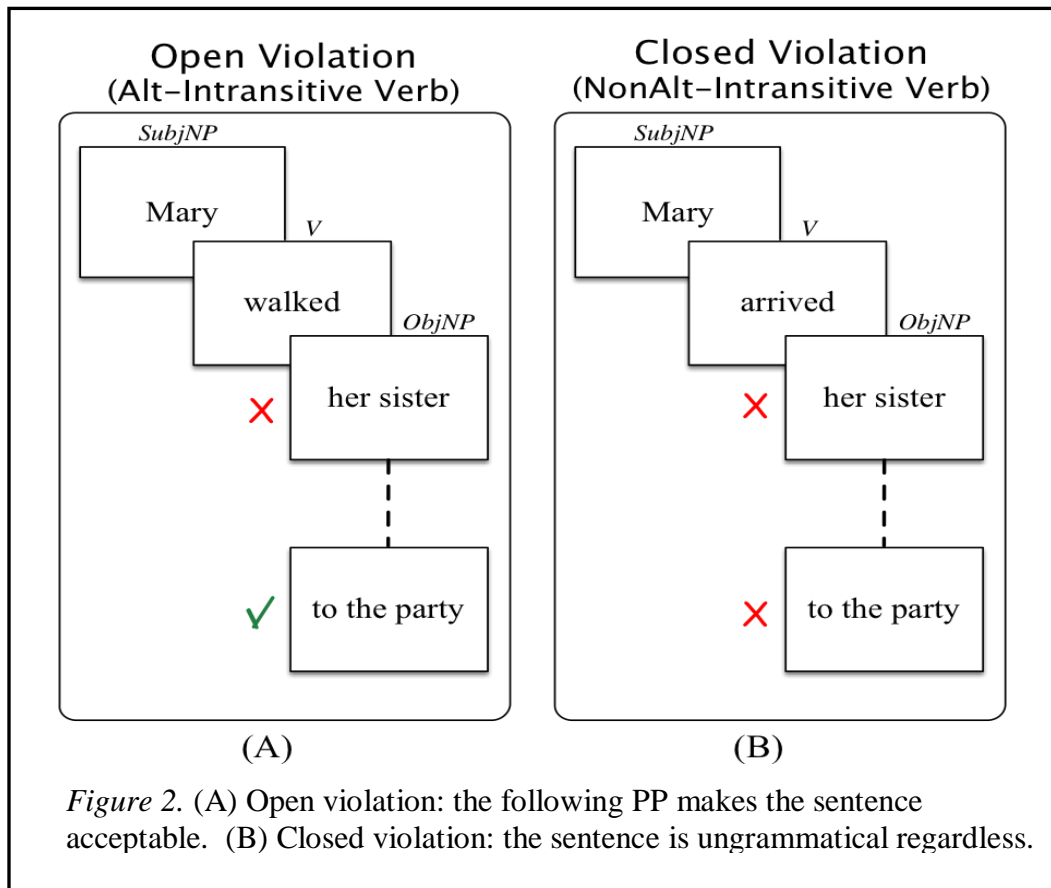 Open Violation
(Alt-Intransitive Verb)
SubjNP
Mary
V
walked
ObjNP
her sister
to the party
(A)
Closed Violation
(NonAlt-Intransitive Verb)
SubjNP
Mary
V
arrived
ObjNP
her sister
to the party
(B)
Figure 2. (A) Open violation: the following PP makes the sentence
acceptable.  (B) Closed violation: the sentence is ungrammatical regardless.